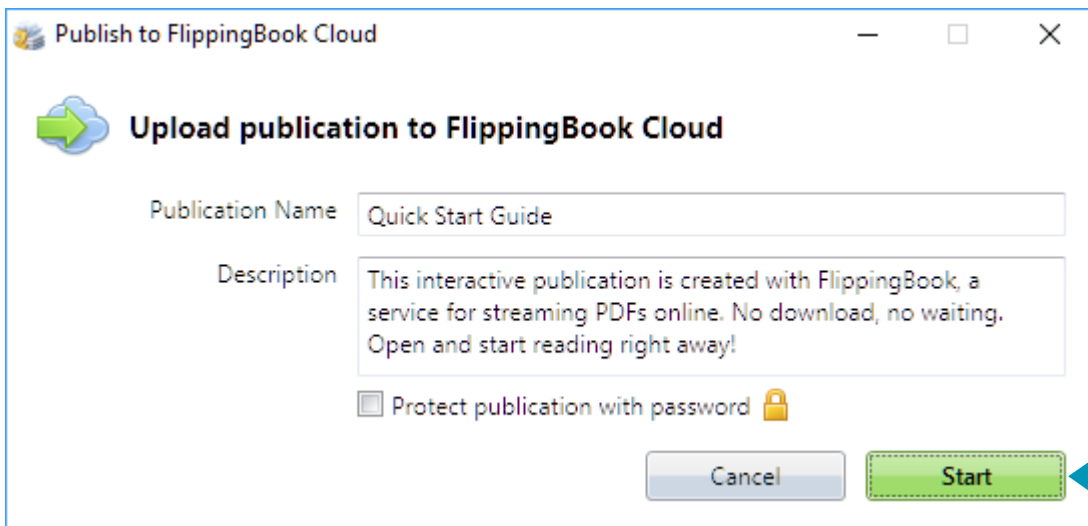 Publish to FlippingBook Cloud
Upload publication to FlippingBook Cloud
Publication Name
Quick Start Guide
Description
This interactive publication is created with FlippingBook, a
service for streaming PDFs online. No download, no waiting.
Open and start reading right away!
Protect publication with password
Cancel
Start